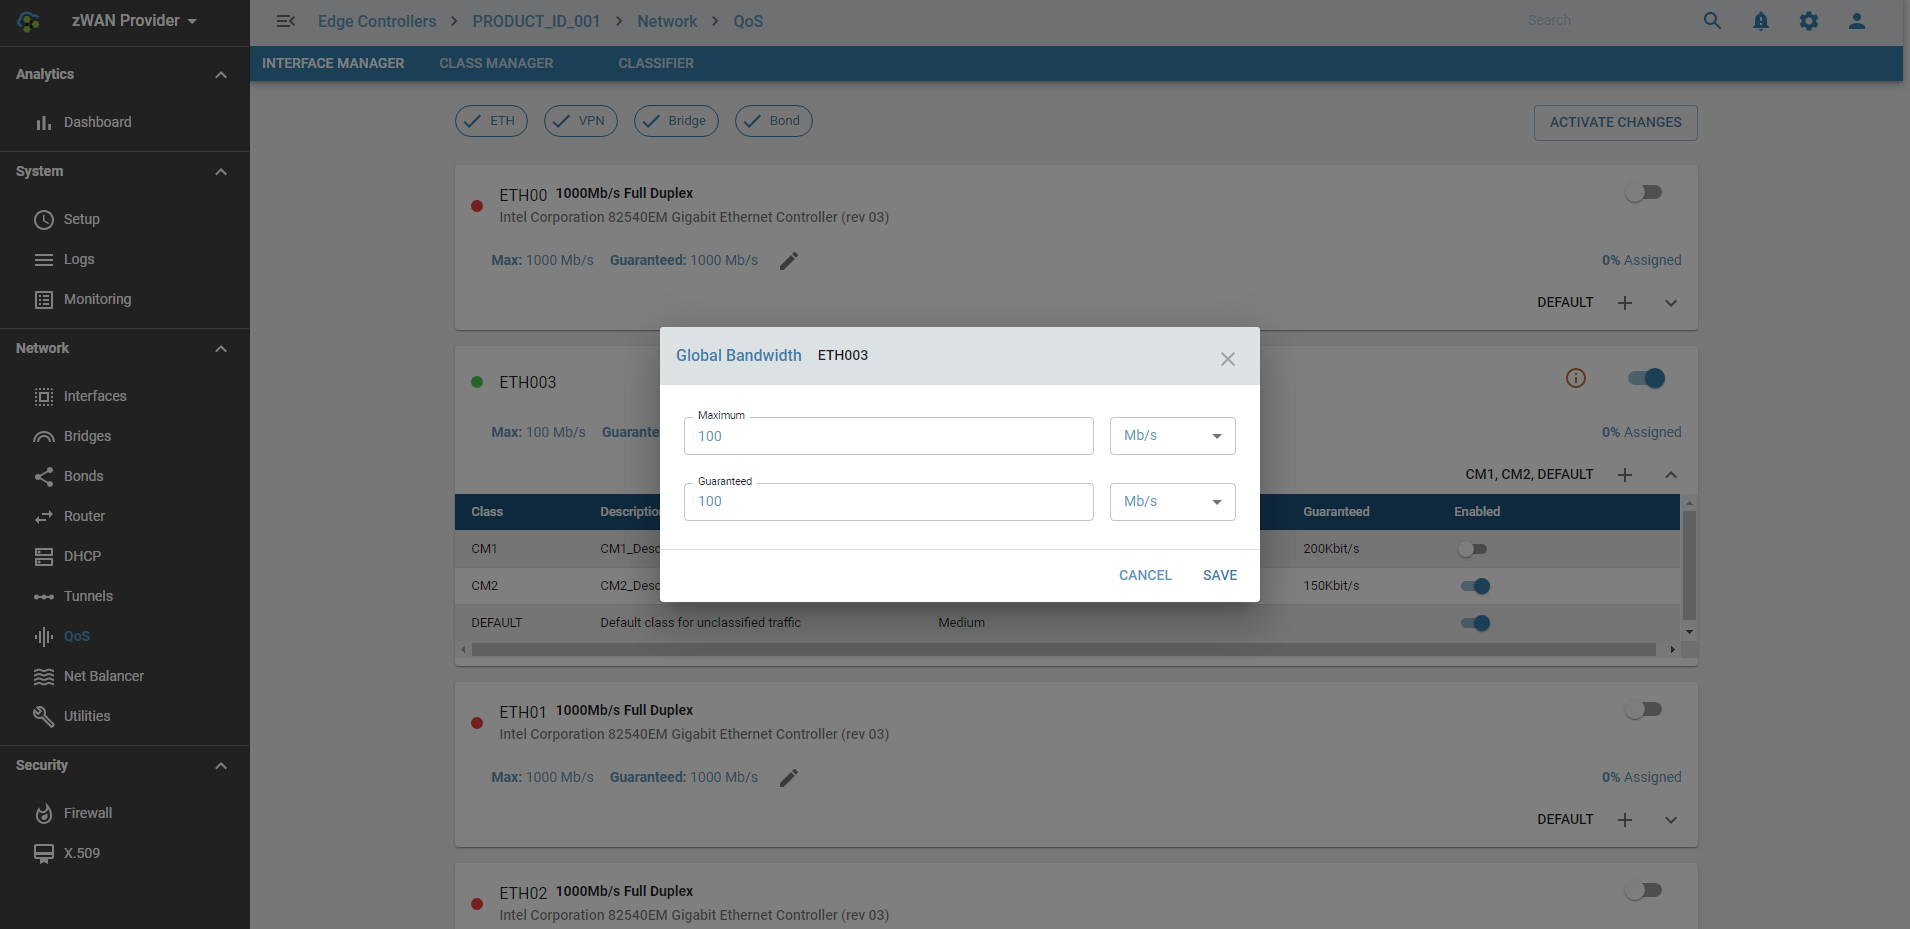 zWAN Provider
Edge Controllers > PRODUCT_ID_001 > Network > QoS
Search
INTERFACE MANAGER CLASS MANAGER CLASSIFIER
Analytics
Dashboard
System
Setup
Logs
Monitoring
Network
Interfaces
Bridges
Bonds
Router
DHCP
Tunnels
QoS
Net Balancer
Utilities
Security
Firewall
X.509
ETH VPN Bridge Bond
ACTIVATE CHANGES
ETH00 1000Mb/s Full Duplex
Intel Corporation 82540EM Gigabit Ethernet Controller (rev 03)
Max: 1000 Mb/s Guaranteed: 1000 Mb/s
0% Assigned
DEFAULT
ETH003
Max: 100 Mb/s Guarante
0% Assigned
CM1, CM2, DEFAULT
Class Description Guaranteed Enabled
CM1 CM1_Desc 200Kbit/s
CM2 CM2_Desc 150Kbit/s
DEFAULT Default class for unclassified traffic Medium
Global Bandwidth ETH003
Maximum
100 Mb/s
Guaranteed
100 Mb/s
CANCEL SAVE
ETH01 1000Mb/s Full Duplex
Intel Corporation 82540EM Gigabit Ethernet Controller (rev 03)
Max: 1000 Mb/s Guaranteed: 1000 Mb/s
0% Assigned
DEFAULT
ETH02 1000Mb/s Full Duplex
Intel Corporation 82540EM Gigabit Ethernet Controller (rev 03)